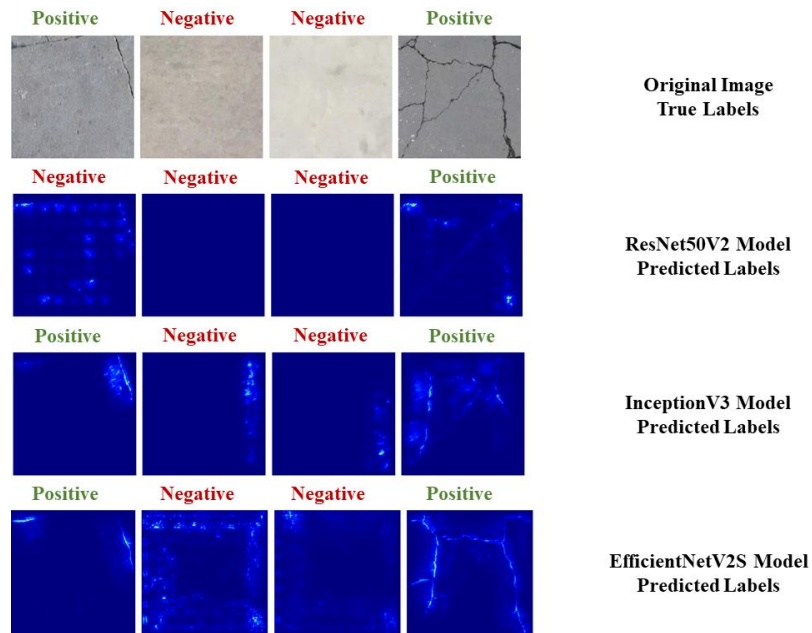 Positive
Negative
Negative
Positive
Original Image
True Labels
Negative
Negative
Negative
Positive
ResNet50V2 Model
Predicted Labels
Positive
Negative
Negative
Positive
InceptionV3 Model
Predicted Labels
Positive
Negative
Negative
Positive
EfficientNetV2S Model
Predicted Labels